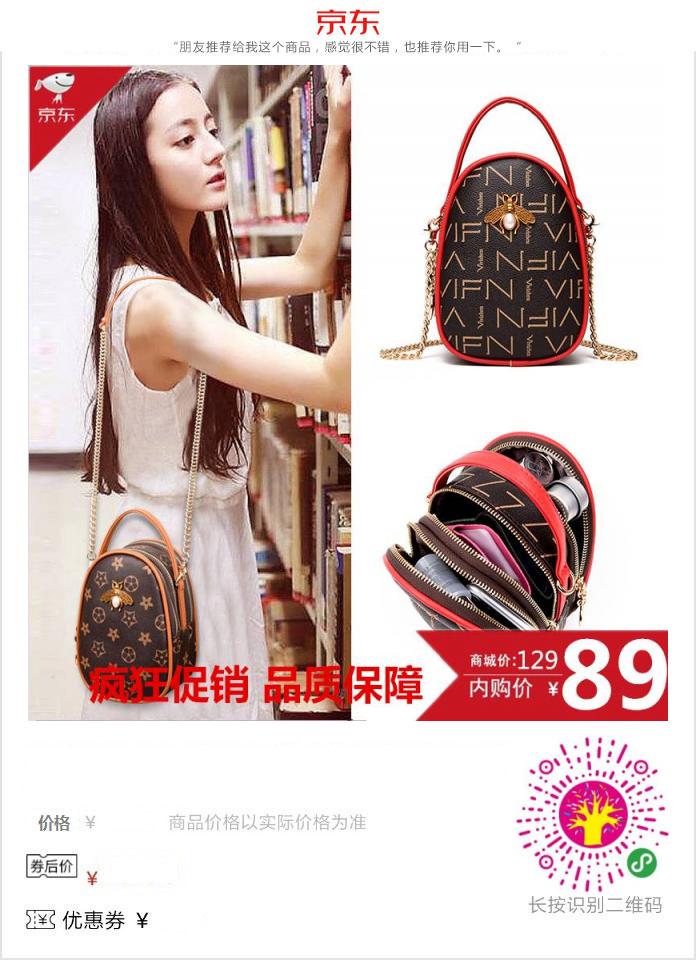 京东
“朋友推荐给我这个商品，感觉很不错，也推荐你用一下。 “
京东
疯狂促销 品质保障
商城价:129
内购价 ¥89
价格 ¥ 商品价格以实际价格为准
券后价 ¥
优惠券 ¥
长按识别二维码